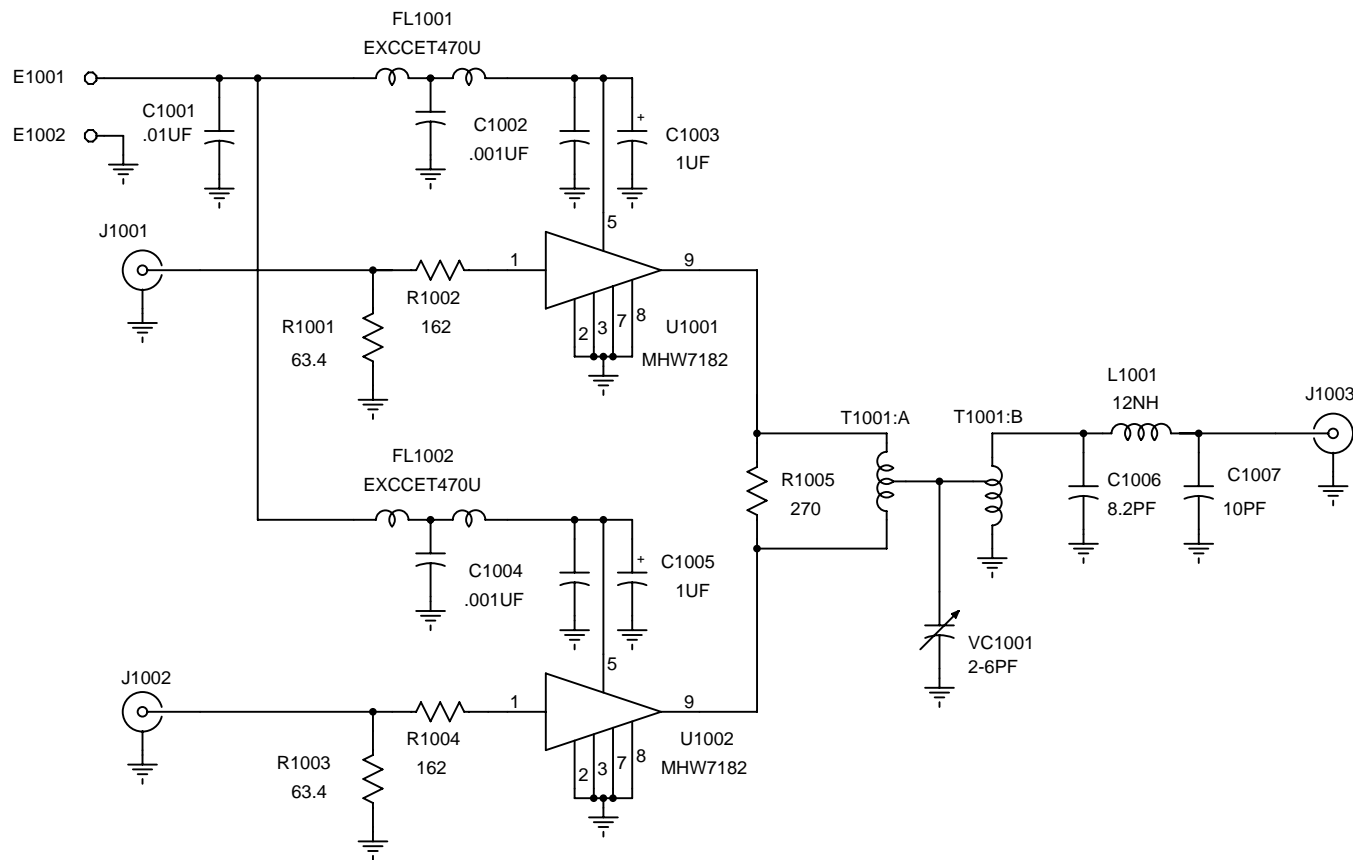 FL1001
EXCCET470U
E1001
C1001
.01UF
C1002
.001UF
+
C1003
1UF
E1002
J1001
5
1
9
R1002
162
R1001
63.4
2
3
7
8
U1001
MHW7182
L1001
12NH
J1003
T1001:A
T1001:B
FL1002
EXCCET470U
R1005
270
C1006
8.2PF
C1007
10PF
C1004
.001UF
+
C1005
1UF
VC1001
2-6PF
J1002
5
1
9
R1004
162
R1003
63.4
2
3
7
8
U1002
MHW7182